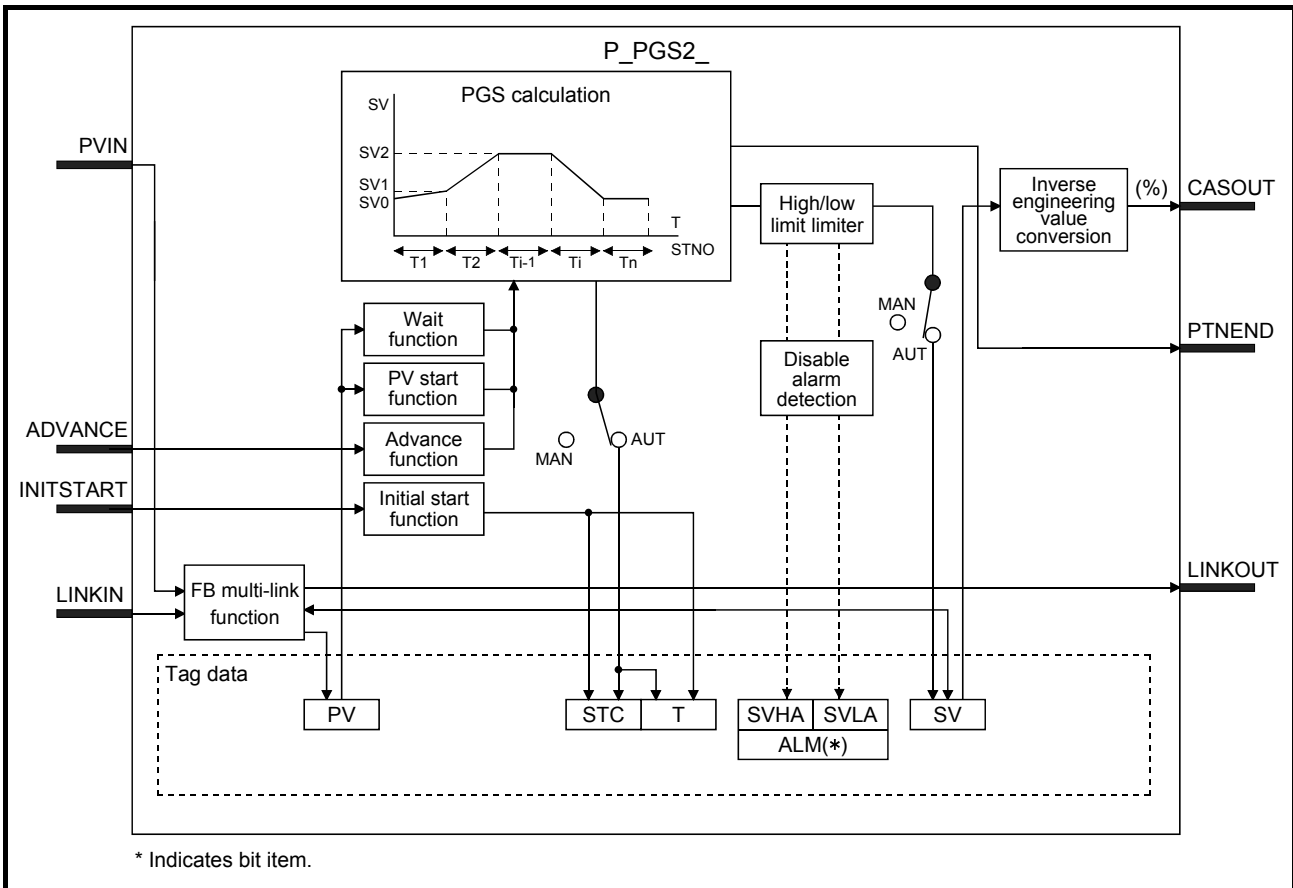 P_PGS2_
PGS calculation
SV
SV2
SV1
SV0
T
STNO
T1 T2 Ti-1 Ti Tn
PVIN
High/low
limit limiter
Inverse
engineering
value
conversion
(%)
CASOUT
MAN
AUT
PTNEND
Wait
function
PV start
function
Disable
alarm
detection
ADVANCE
Advance
function
MAN
AUT
INITSTART
Initial start
function
LINKIN
FB multi-link
function
LINKOUT
Tag data
PV
STC T
SVHA SVLA
ALM(*)
SV
* Indicates bit item.